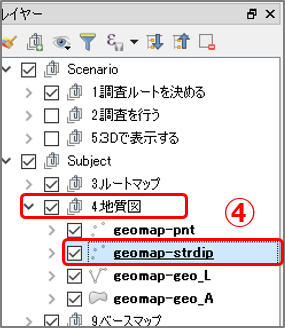 レイヤー
Scenario
1調査ルートを決める
2調査を行う
5.3Dで表示する
Subject
3.ルートマップ
4.地質図
④
geomap-pnt
geomap-strdip
geomap-geo_L
geomap-geo_A
9.ベースマップ